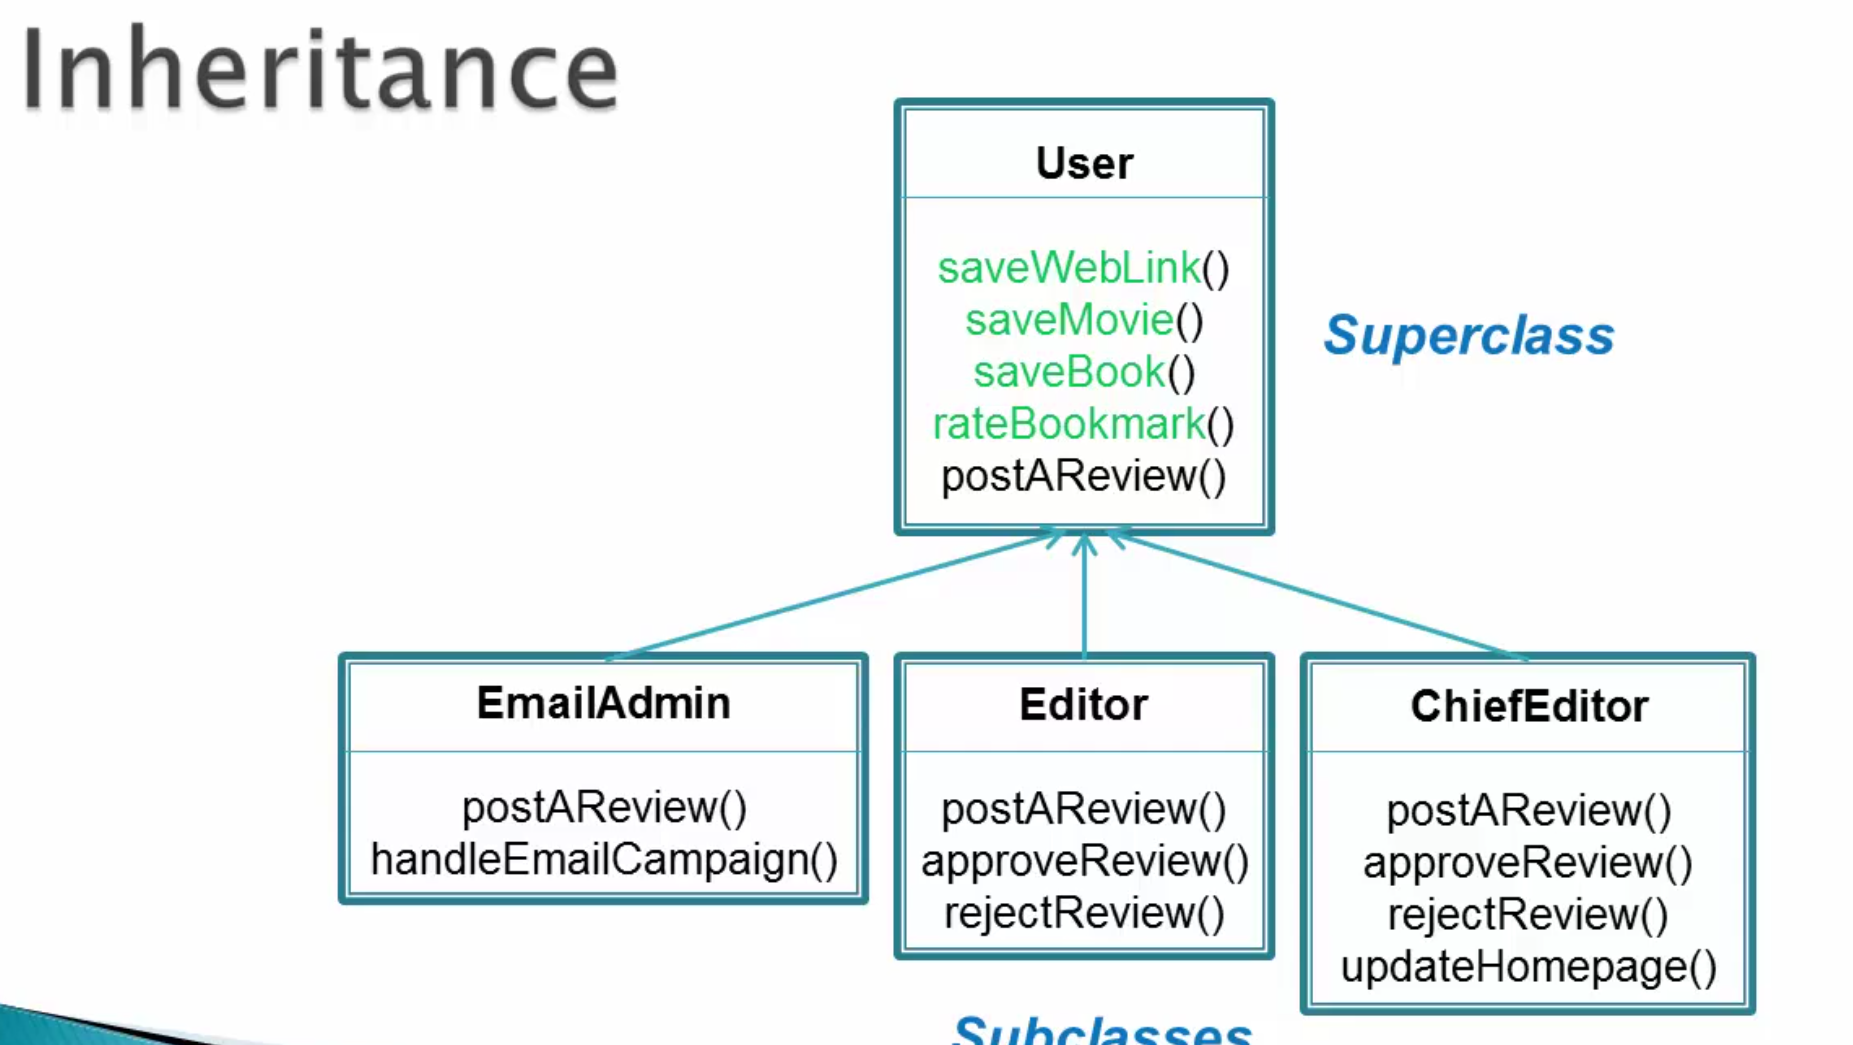 Inheritance
User
saveWebLink()
saveMovie()
saveBook()
rateBookmark()
postAReview()
Superclass
EmailAdmin
postAReview()
handleEmailCampaign()
Editor
postAReview()
approveReview()
rejectReview()
ChiefEditor
postAReview()
approveReview()
rejectReview()
updateHomepage()
Subclasses